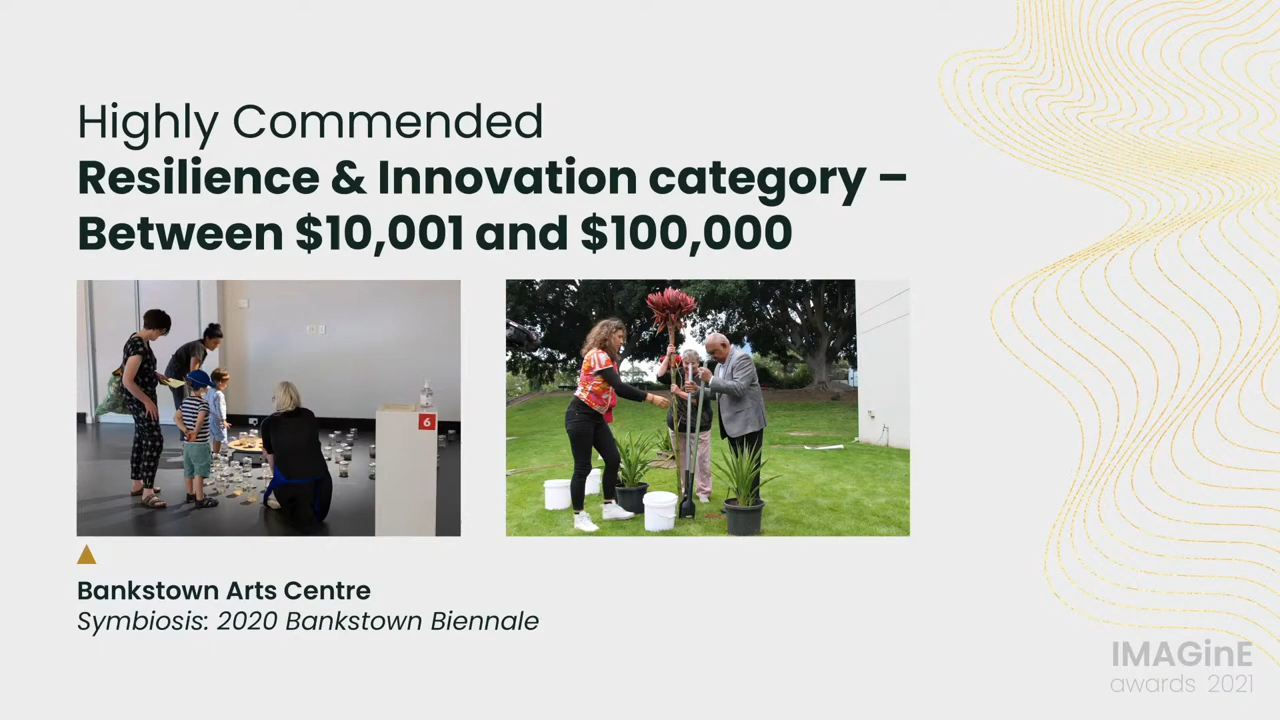 Highly Commended
Resilience & Innovation category –
Between $10,001 and $100,000
6
Bankstown Arts Centre
Symbiosis: 2020 Bankstown Biennale
IMAGinE
awards 2021